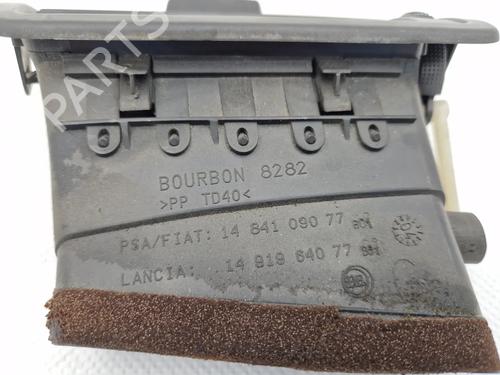 PARTS
BOURBON 8282
>PP TD40<
PSA/FIAT: 14 841 090 77
LANCIA: 14 919 640 77